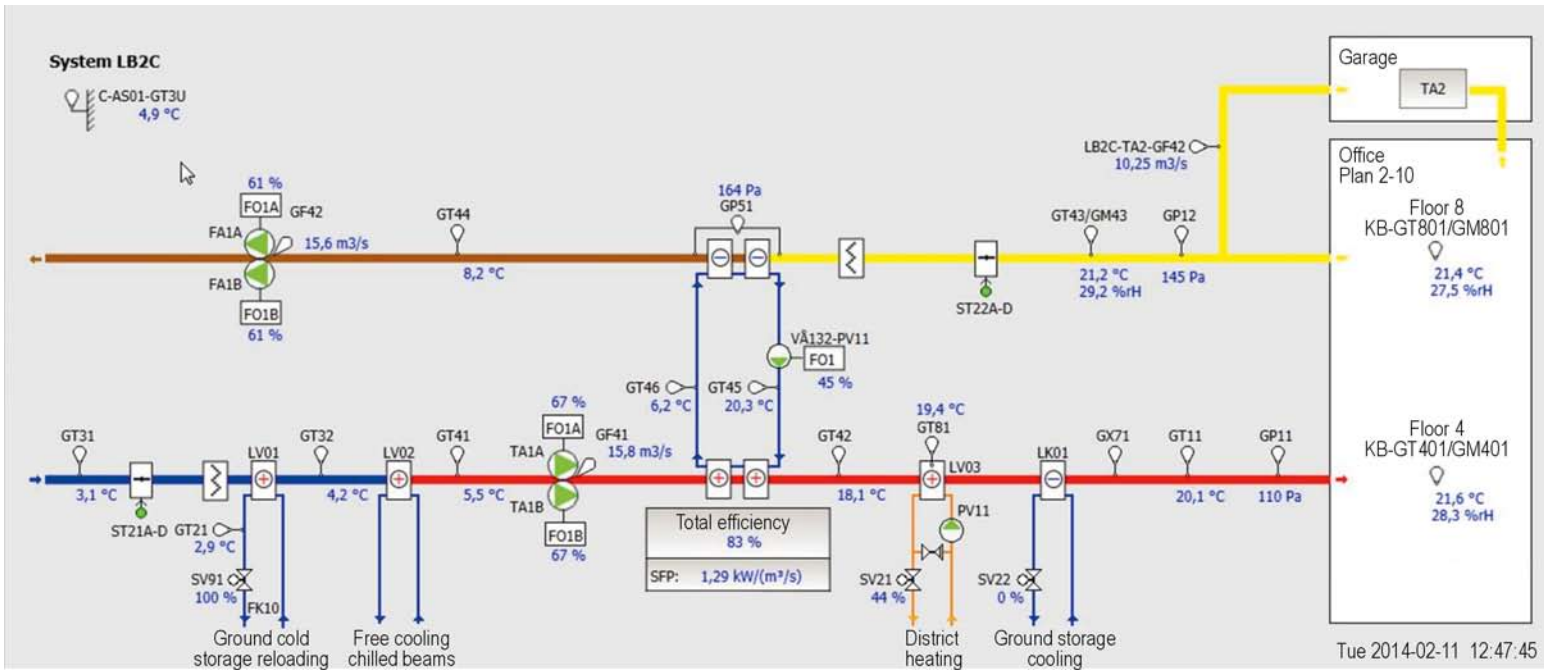 System LB2C
C-AS01-GT3U
4,9 °C
Garage
TA2
LB2C-TA2-GF42
10,25 m3/s
Office
Plan 2-10
Floor 8
KB-GT801/GM801
21,4 °C
27,5 %rH
61 %
FO1A
GF42
FA1A
15,6 m3/s
FA1B
FO1B
61 %
GT44
8,2 °C
164 Pa
GP51
GT43/GM43
21,2 °C
29,2 %rH
GP12
145 Pa
ST22A-D
VÅ132-PV11
FO1
45 %
GT46
6,2 °C
GT45
20,3 °C
Floor 4
KB-GT401/GM401
21,6 °C
28,3 %rH
GT31
3,1 °C
ST21A-D
LV01
GT32
4,2 °C
LV02
GT41
5,5 °C
67 %
FO1A
GF41
TA1A
15,8 m3/s
TA1B
FO1B
67 %
GT42
18,1 °C
19,4 °C
GT81
LV03
LK01
GX71
GT11
20,1 °C
GP11
110 Pa
GT21
2,9 °C
SV91
100 %
FK10
Total efficiency
83 %
SFP: 1,29 kW/(m³/s)
PV11
SV21
44 %
SV22
0 %
Ground cold
storage reloading
Free cooling
chilled beams
District
heating
Ground storage
cooling
Tue 2014-02-11 12:47:45